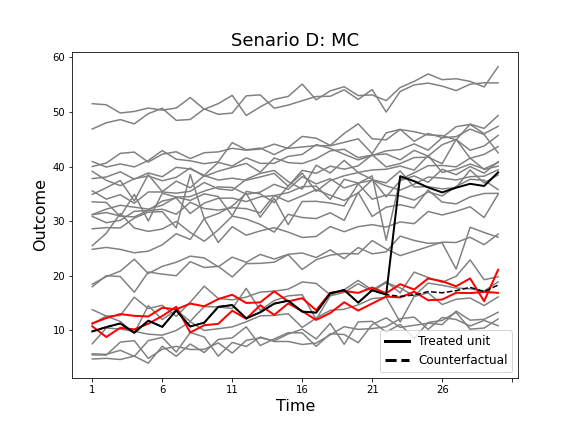 Senario D: MC
60
50
40
30
20
10
Outcome
1 6 11 16 21 26
Time
Treated unit
Counterfactual